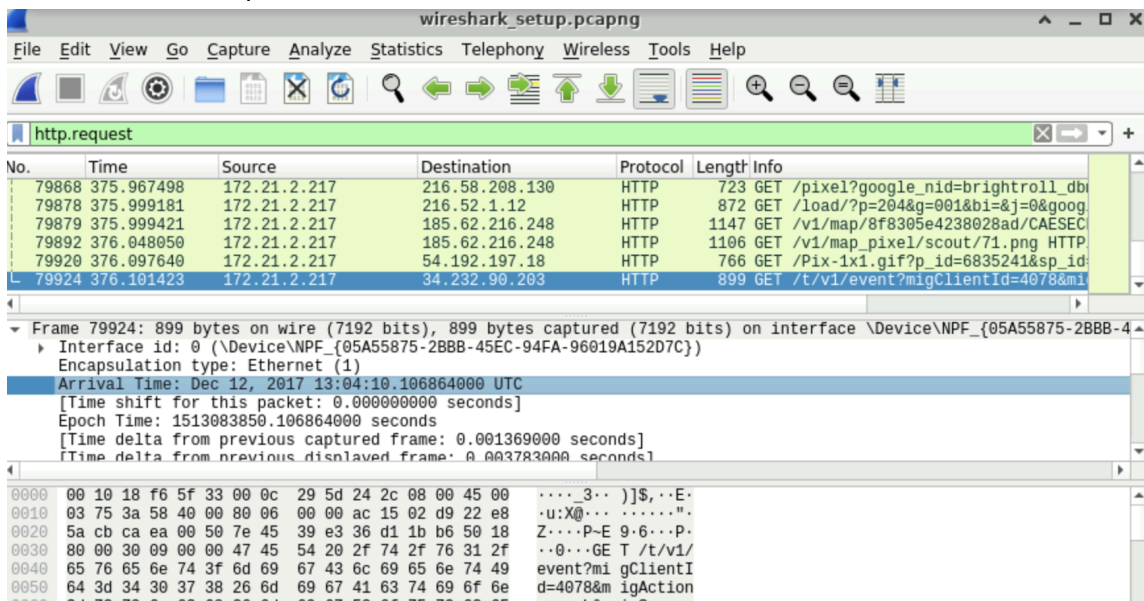 wireshark_setup.pcapng
File Edit View Go Capture Analyze Statistics Telephony Wireless Tools Help
http.request
No. Time Source Destination Protocol Length Info
79868 375.967498 172.21.2.217 216.58.208.130 HTTP 723 GET /pixel?google_nid=brightroll_db
79878 375.999181 172.21.2.217 216.52.1.12 HTTP 872 GET /load/?p=204&g=001&bi=&j=0&goog
79879 375.999421 172.21.2.217 185.62.216.248 HTTP 1147 GET /v1/map/8f8305e4238028ad/CAESEC
79892 376.048050 172.21.2.217 185.62.216.248 HTTP 1106 GET /v1/map_pixel/scout/71.png HTTP
79920 376.097640 172.21.2.217 54.192.197.18 HTTP 766 GET /Pix-1x1.gif?p_id=6835241&sp_id
79924 376.101423 172.21.2.217 34.232.90.203 HTTP 899 GET /t/v1/event?migClientId=4078&mi
Frame 79924: 899 bytes on wire (7192 bits), 899 bytes captured (7192 bits) on interface \Device\NPF_{05A55875-2BBB-4
Interface id: 0 (\Device\NPF_{05A55875-2BBB-45EC-94FA-96019A152D7C})
Encapsulation type: Ethernet (1)
Arrival Time: Dec 12, 2017 13:04:10.106864000 UTC
[Time shift for this packet: 0.000000000 seconds]
Epoch Time: 1513083850.106864000 seconds
[Time delta from previous captured frame: 0.001369000 seconds]
[Time delta from previous displayed frame: 0.003783000 seconds]
0000 00 10 18 f6 5f 33 00 0c 29 5d 24 2c 08 00 45 00 ····_3·· )]$,··E·
0010 03 75 3a 58 40 00 80 06 00 00 ac 15 02 d9 22 e8 ·u:X@··· ······"·
0020 5a cb ca ea 00 50 7e 45 39 e3 36 d1 1b b6 50 18 Z····P~E 9·6···P·
0030 80 00 30 09 00 00 47 45 54 20 2f 74 2f 76 31 2f ··0···GE T /t/v1/
0040 65 76 65 6e 74 3f 6d 69 67 43 6c 69 65 6e 74 49 event?mi gClientI
0050 64 3d 34 30 37 38 26 6d 69 67 41 63 74 69 6f 6e d=4078&m igAction